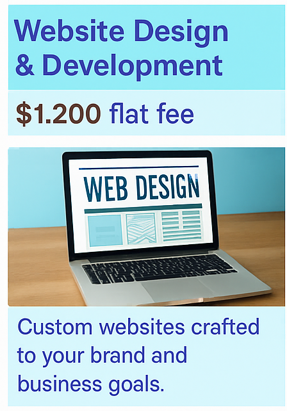 Website Design
& Development
$1.200 flat fee
WEB DESIGN
Custom websites crafted
to your brand and
business goals.